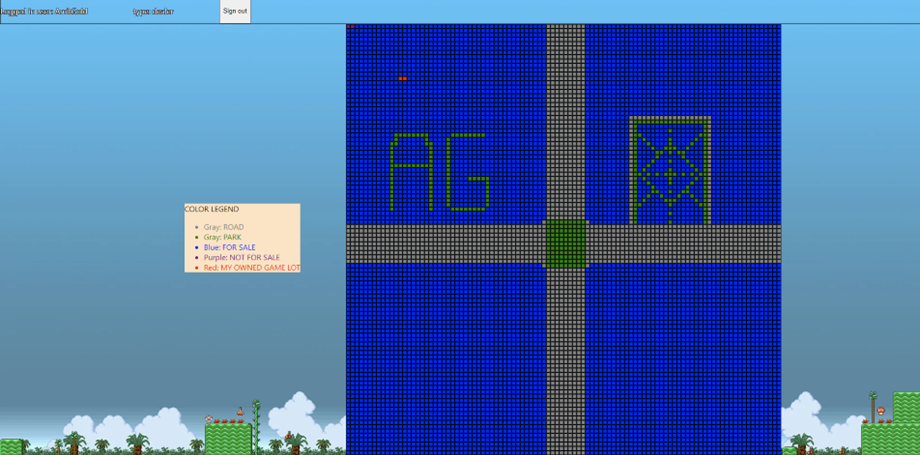 Logged in user: type: dealer Sign out
AG
COLOR LEGEND
Gray: ROAD
Gray: PARK
Blue: FOR SALE
Purple: NOT FOR SALE
Red: MY OWNED GAME LOT